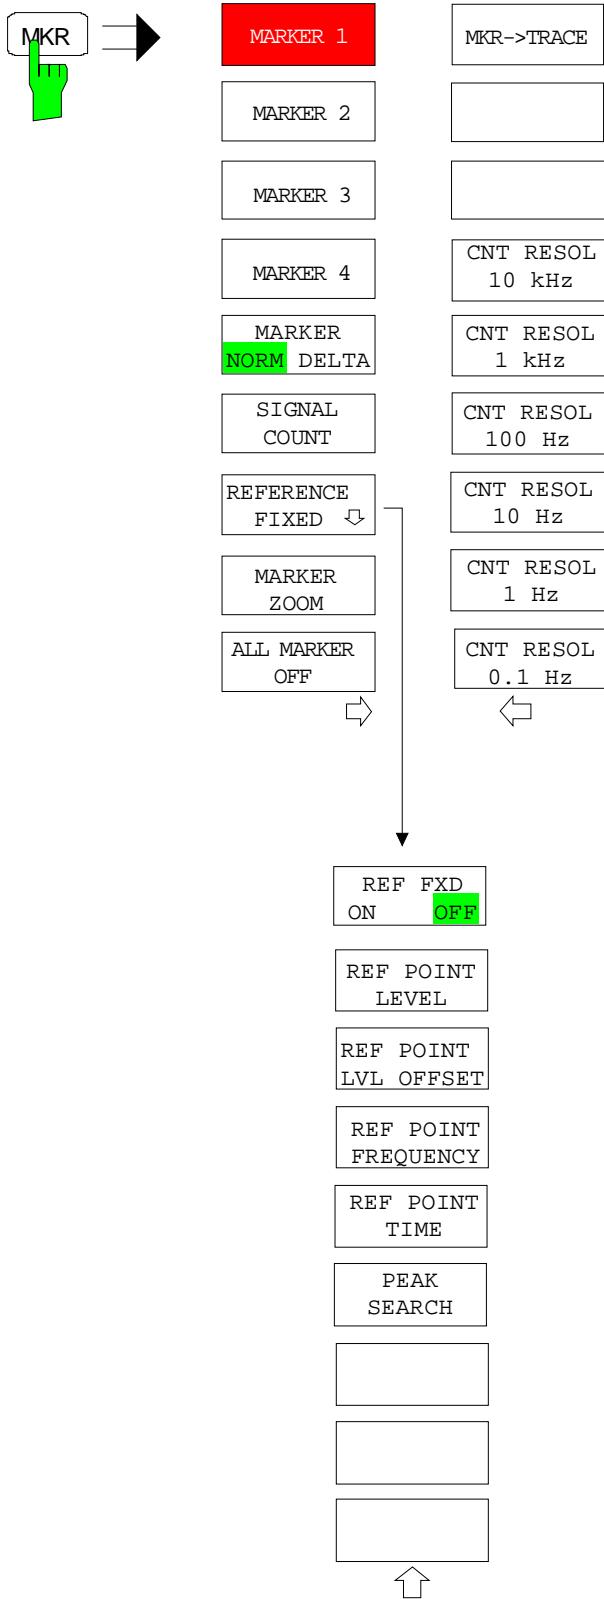 MKR
MARKER 1
MARKER 2
MARKER 3
MARKER 4
MARKER
NORM DELTA
SIGNAL
COUNT
REFERENCE
FIXED
MARKER
ZOOM
ALL MARKER
OFF
MKR->TRACE
CNT RESOL
10 kHz
CNT RESOL
1 kHz
CNT RESOL
100 Hz
CNT RESOL
10 Hz
CNT RESOL
1 Hz
CNT RESOL
0.1 Hz
REF FXD
ON OFF
REF POINT
LEVEL
REF POINT
LVL OFFSET
REF POINT
FREQUENCY
REF POINT
TIME
PEAK
SEARCH